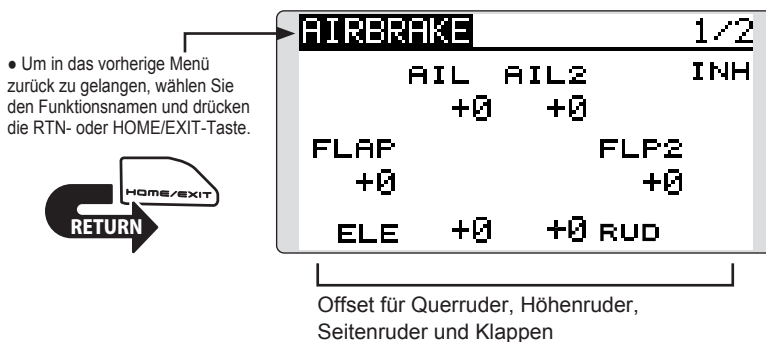 AIRBRAKE 1/2
● Um in das vorherige Menü
zurück zu gelangen, wählen Sie
den Funktionsnamen und drücken
die RTN- oder HOME/EXIT-Taste.
HOME/EXIT
RETURN
AIL AIL2 INH
+0 +0
FLAP FLP2
+0 +0
ELE +0 +0 RUD
Offset für Querruder, Höhenruder,
Seitenruder und Klappen